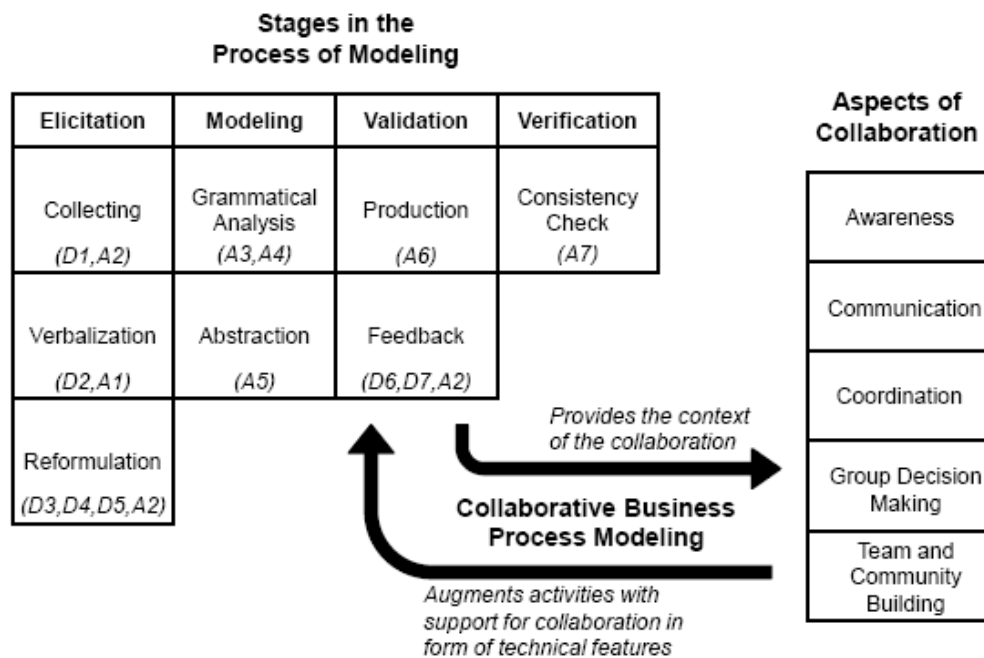 Stages in the
Process of Modeling
Elicitation
Modeling
Validation
Verification
Collecting
(D1,A2)
Grammatical
Analysis
(A3,A4)
Production
(A6)
Consistency
Check
(A7)
Verbalization
(D2,A1)
Abstraction
(A5)
Feedback
(D6,D7,A2)
Reformulation
(D3,D4,D5,A2)
Aspects of
Collaboration
Awareness
Communication
Coordination
Group Decision
Making
Team and
Community
Building
Provides the context
of the collaboration
Collaborative Business
Process Modeling
Augments activities with
support for collaboration in
form of technical features